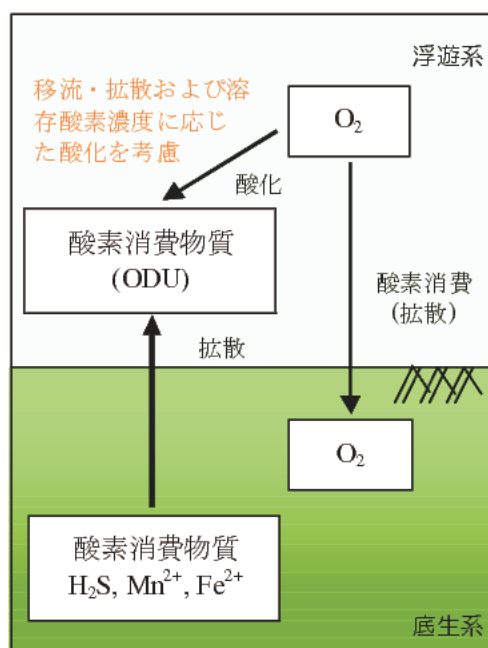 浮遊系
移流・拡散および溶
存酸素濃度に応じ
た酸化を考慮
O₂
酸化
酸素消費物質
(ODU)
酸素消費
(拡散)
拡散
O₂
酸素消費物質
H₂S, Mn²⁺, Fe²⁺
底生系